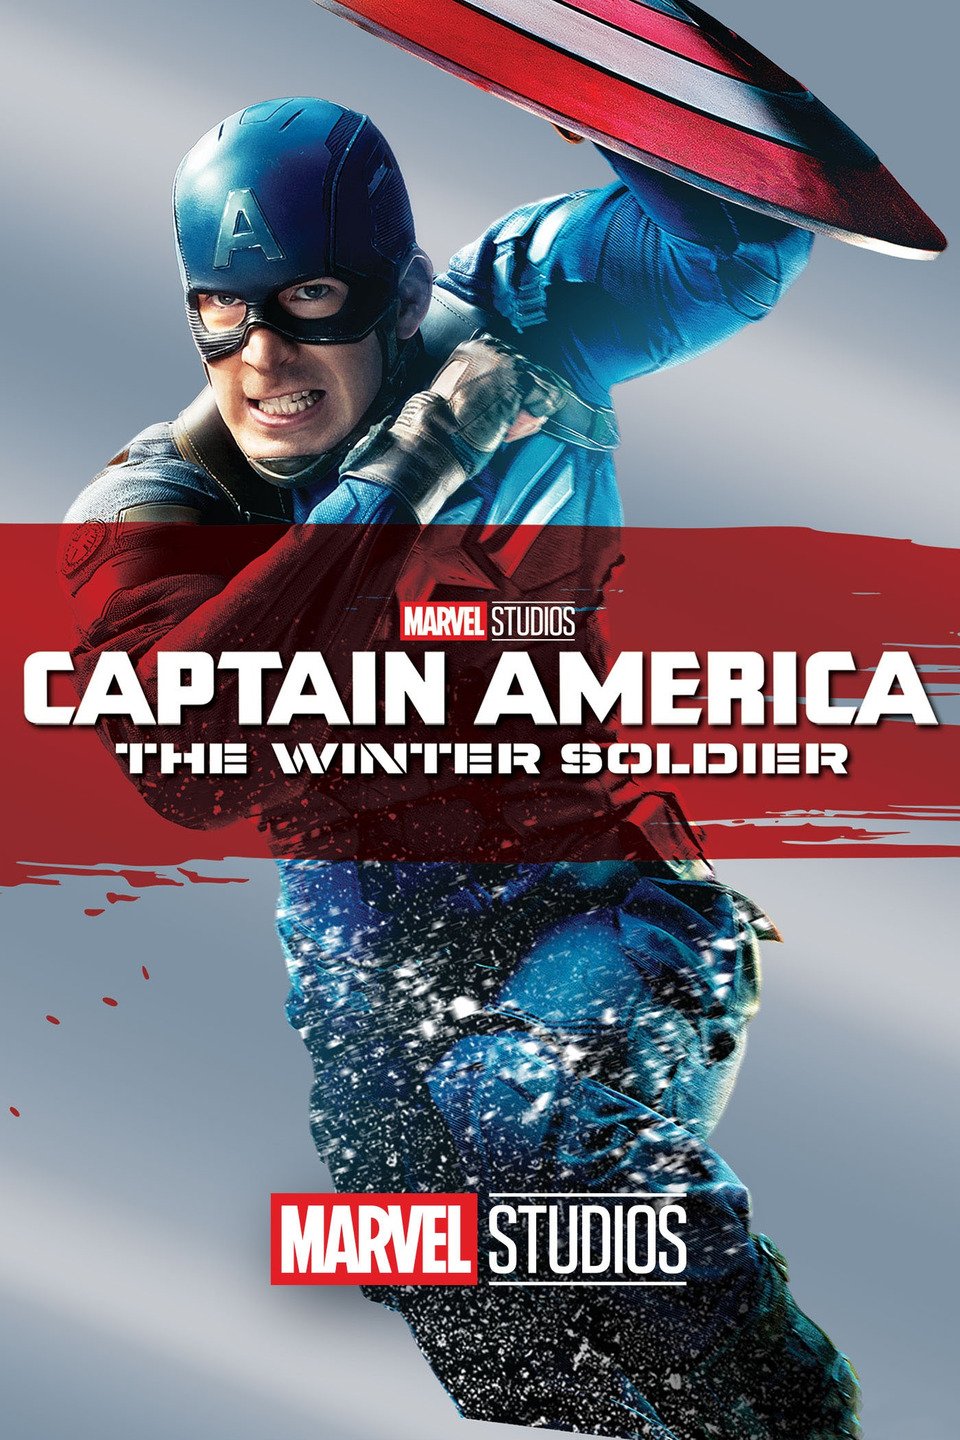 A
MARVEL STUDIOS
CAPTAIN AMERICA
THE WINTER SOLDIER
MARVEL STUDIOS